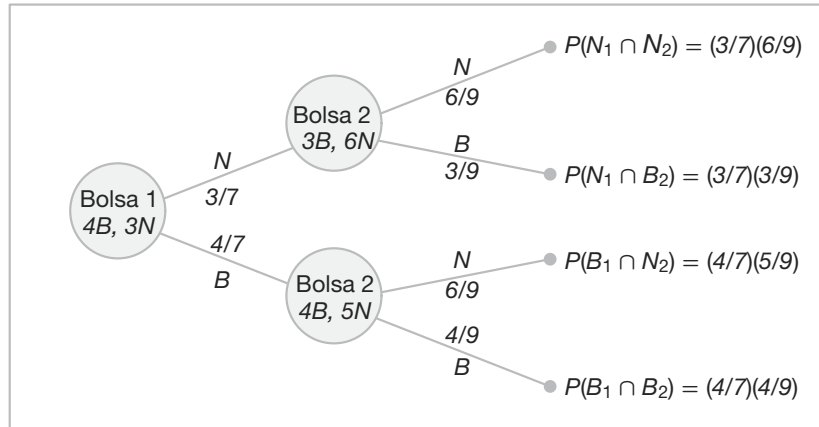 N
6/9
P(N₁ ∩ N₂) = (3/7)(6/9)
Bolsa 2
3B, 6N
B
3/9
P(N₁ ∩ B₂) = (3/7)(3/9)
N
3/7
Bolsa 1
4B, 3N
4/7
B
N
6/9
P(B₁ ∩ N₂) = (4/7)(5/9)
Bolsa 2
4B, 5N
4/9
B
P(B₁ ∩ B₂) = (4/7)(4/9)